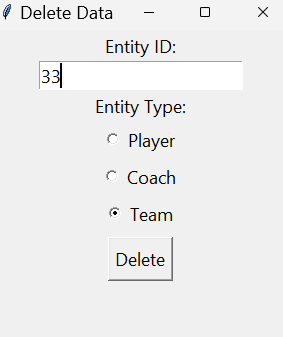 Delete Data
Entity ID:
33
Entity Type:
Player
Coach
Team
Delete